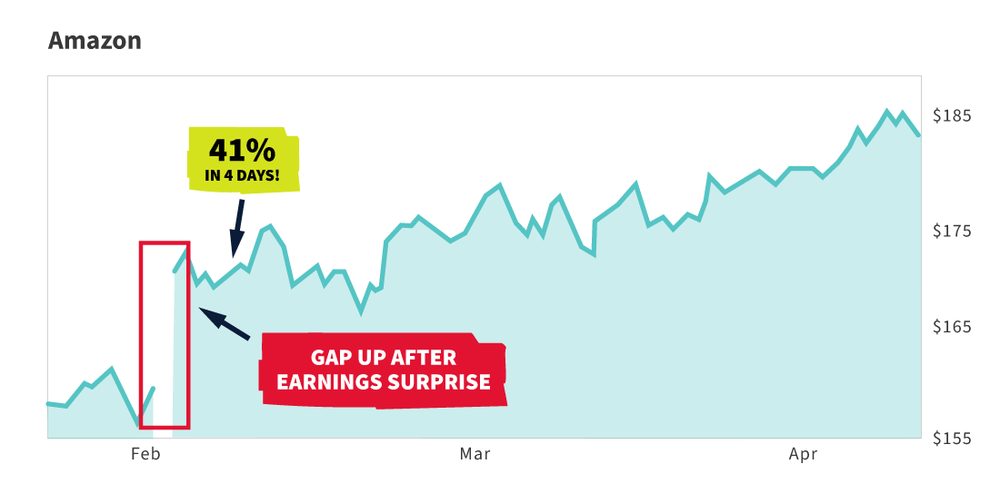 Amazon
41%
IN 4 DAYS!
GAP UP AFTER
EARNINGS SURPRISE
$185
$175
$165
$155
Feb
Mar
Apr